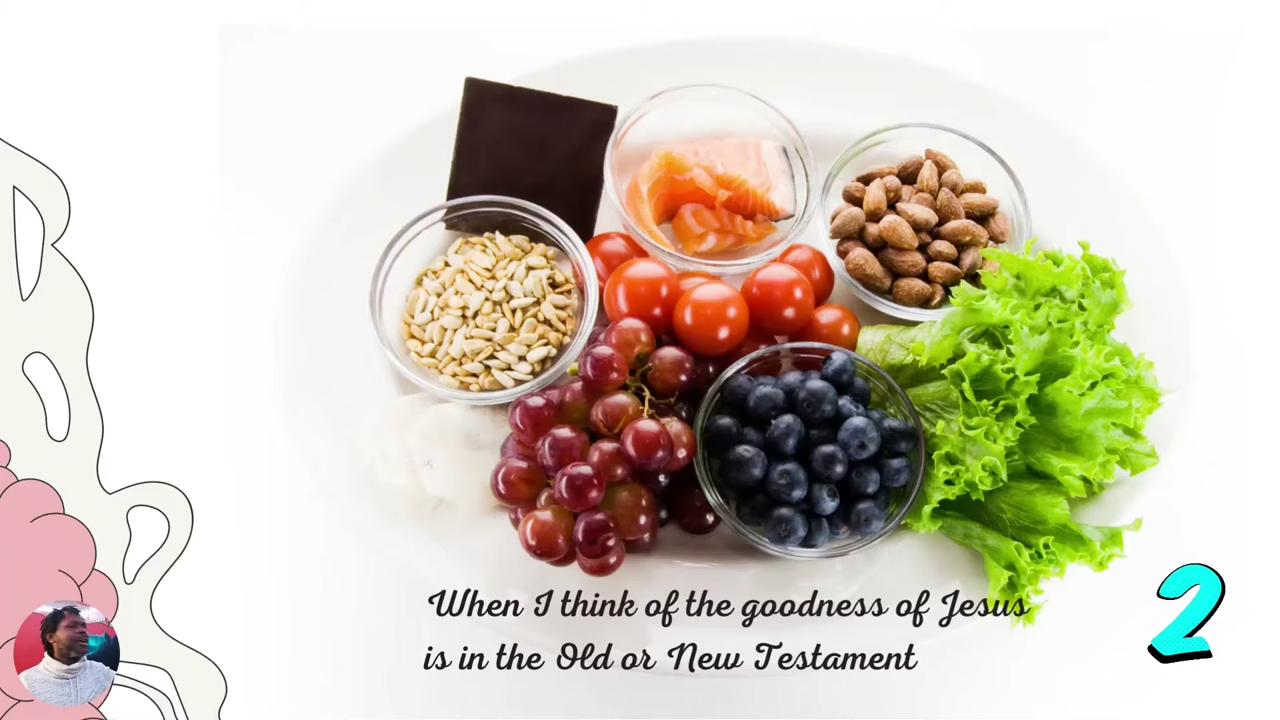 When I think of the goodness of Jesus
is in the Old or New Testament
2